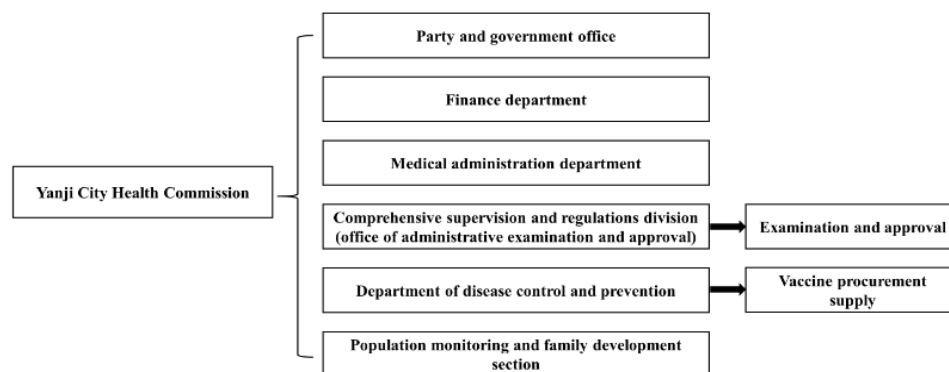 Party and government office
Finance department
Medical administration department
Yanji City Health Commission
Comprehensive supervision and regulations division
(office of administrative examination and approval)
Examination and approval
Department of disease control and prevention
Vaccine procurement
supply
Population monitoring and family development
section